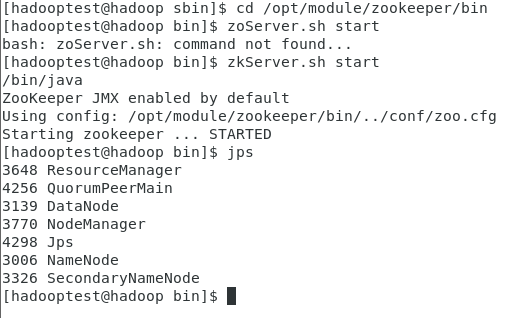 [hadooptest@hadoop sbin]$ cd /opt/module/zookeeper/bin
[hadooptest@hadoop bin]$ zoServer.sh start
bash: zoServer.sh: command not found...
[hadooptest@hadoop bin]$ zkServer.sh start
/bin/java
ZooKeeper JMX enabled by default
Using config: /opt/module/zookeeper/bin/../conf/zoo.cfg
Starting zookeeper ... STARTED
[hadooptest@hadoop bin]$ jps
3648 ResourceManager
4256 QuorumPeerMain
3139 DataNode
3770 NodeManager
4298 Jps
3006 NameNode
3326 SecondaryNameNode
[hadooptest@hadoop bin]$